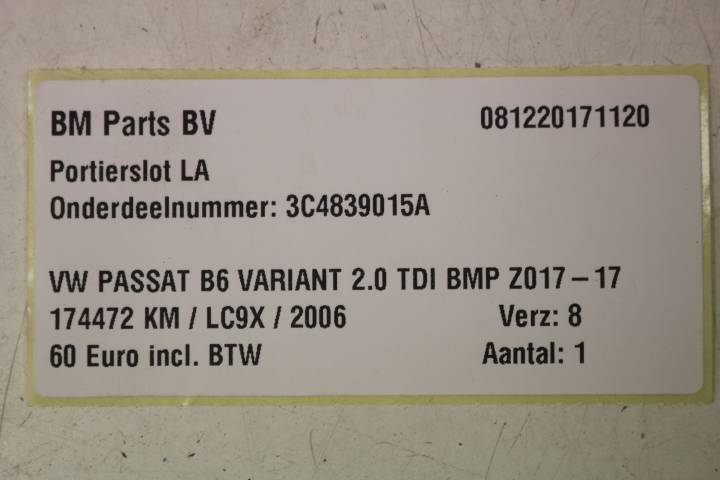 BM Parts BV 081220171120
Portierslot LA
Onderdeelnummer: 3C4839015A
VW PASSAT B6 VARIANT 2.0 TDI BMP Z017-17
174472 KM / LC9X / 2006 Verz: 8
60 Euro incl. BTW Aantal: 1